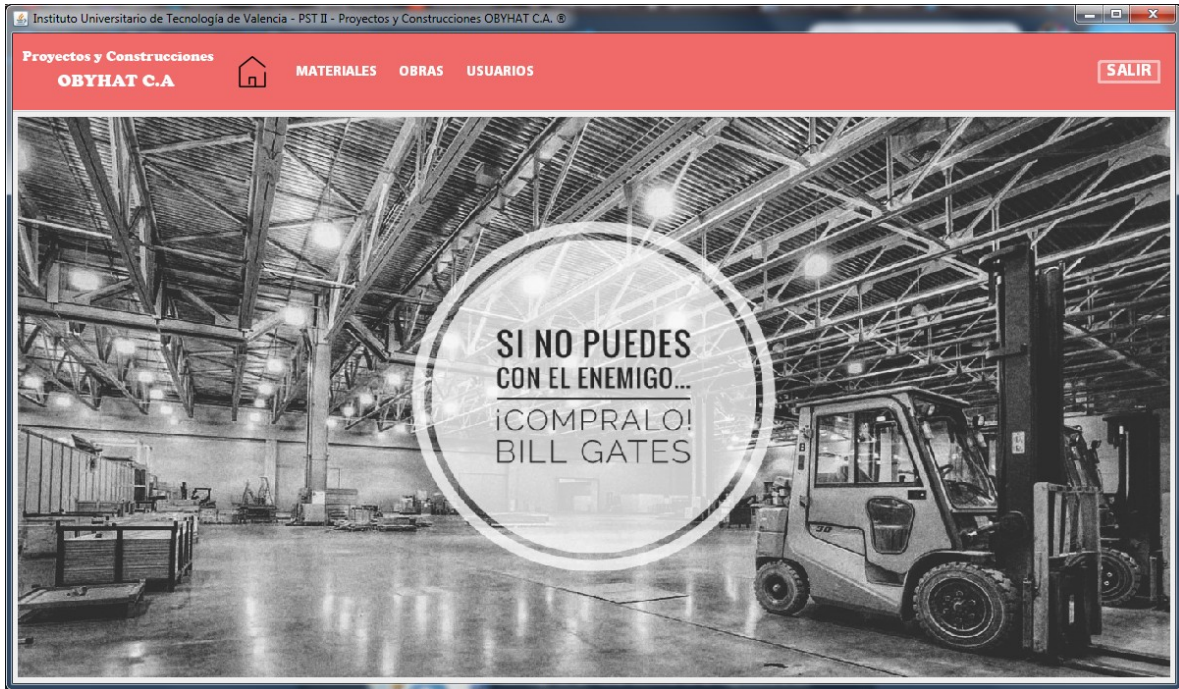 Instituto Universitario de Tecnología de Valencia - PST II - Proyectos y Construcciones OBYHAT C.A. ®
Proyectos y Construcciones
OBYHAT C.A
MATERIALES OBRAS USUARIOS
SALIR
SI NO PUEDES
CON EL ENEMIGO...
¡COMPRALO!
BILL GATES
30